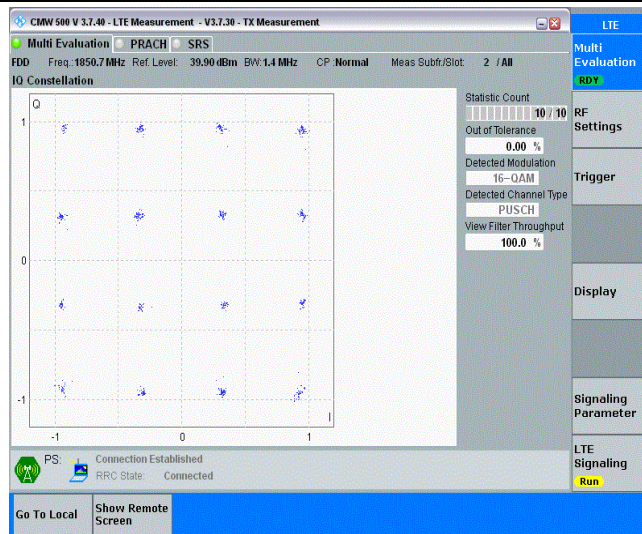 CMW 500 V 3.7.40 - LTE Measurement - V3.7.30 - TX Measurement
LTE
Multi Evaluation PRACH SRS
Multi
Evaluation
RDY
FDD Freq.: 1850.7 MHz Ref. Level: 39.90 dBm BW: 1.4 MHz CP : Normal Meas Subfr./Slot: 2 / All
IQ Constellation
Q
1
0
-1
-1 0 1
I
Statistic Count
10 / 10
Out of Tolerance
0.00 %
Detected Modulation
16-QAM
Detected Channel Type
PUSCH
View Filter Throughput
100.0 %
RF
Settings
Trigger
Display
Signaling
Parameter
LTE
Signaling
Run
PS: Connection Established
RRC State: Connected
Go To Local
Show Remote
Screen